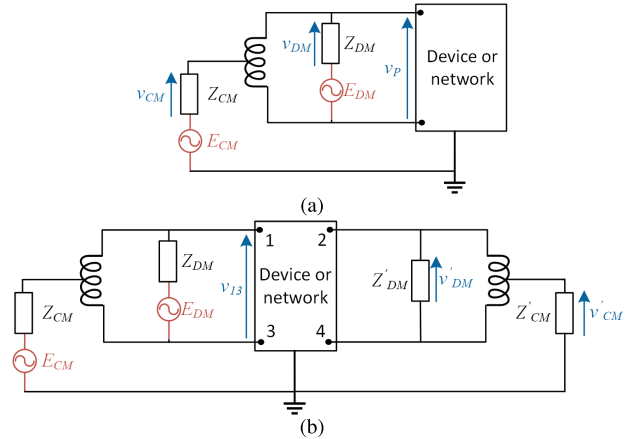 v_DM Z_DM
Device or
network
v_P
v_CM Z_CM
E_DM
E_CM
(a)
1 2
Z_DM
Device or
network
v_13
Z'_DM v'_DM
E_DM
Z_CM
Z'_CM v'_CM
3 4
E_CM
(b)